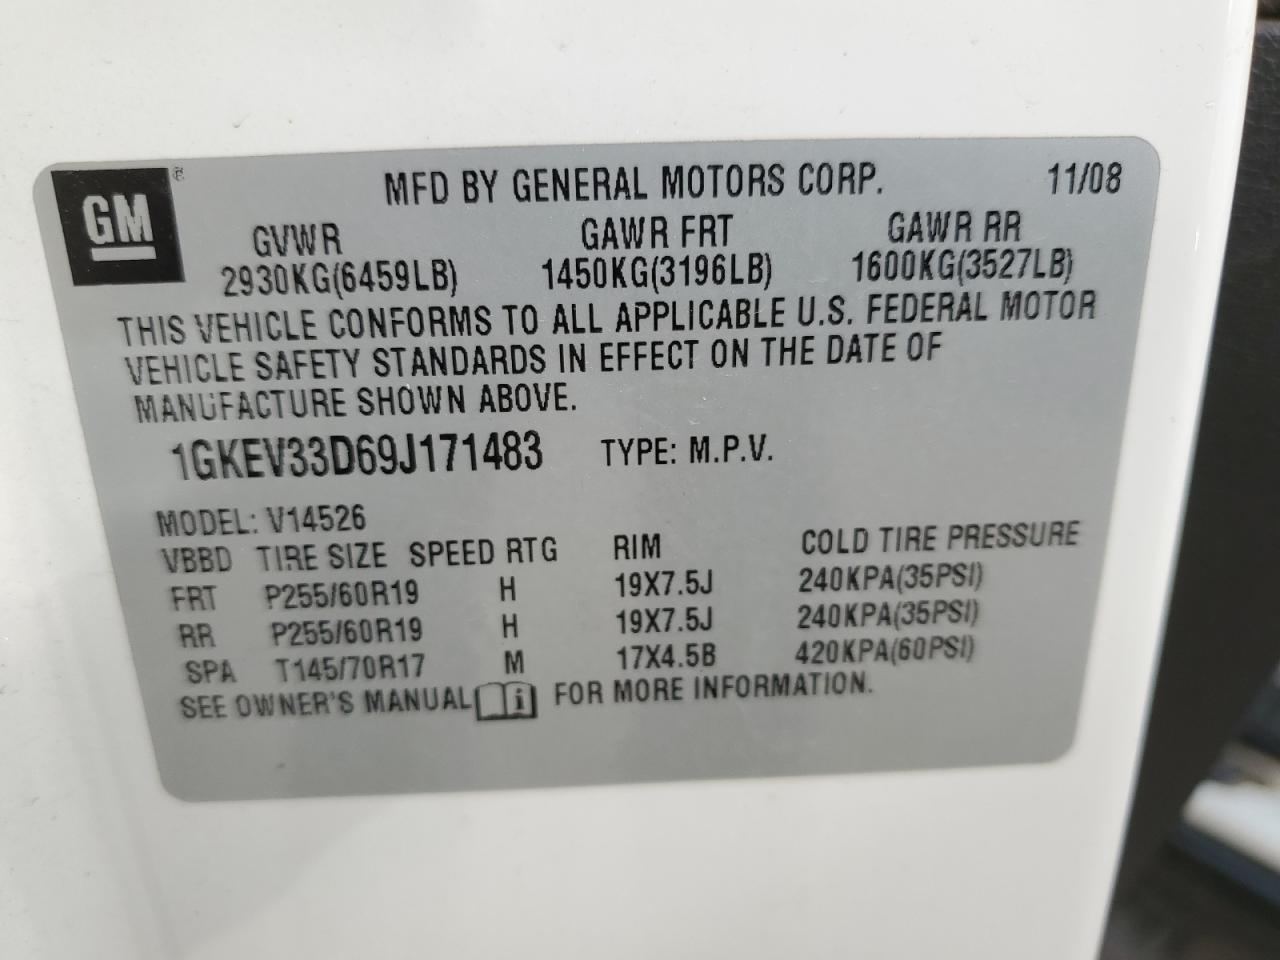 GM ®
MFD BY GENERAL MOTORS CORP. 11/08
GVWR GAWR FRT GAWR RR
2930KG(6459LB) 1450KG(3196LB) 1600KG(3527LB)
THIS VEHICLE CONFORMS TO ALL APPLICABLE U.S. FEDERAL MOTOR
VEHICLE SAFETY STANDARDS IN EFFECT ON THE DATE OF
MANUFACTURE SHOWN ABOVE.
1GKEV33D69J171483 TYPE: M.P.V.
MODEL: V14526
VBBD TIRE SIZE SPEED RTG RIM COLD TIRE PRESSURE
FRT P255/60R19 H 19X7.5J 240KPA(35PSI)
RR P255/60R19 H 19X7.5J 240KPA(35PSI)
SPA T145/70R17 M 17X4.5B 420KPA(60PSI)
SEE OWNER'S MANUAL i FOR MORE INFORMATION.